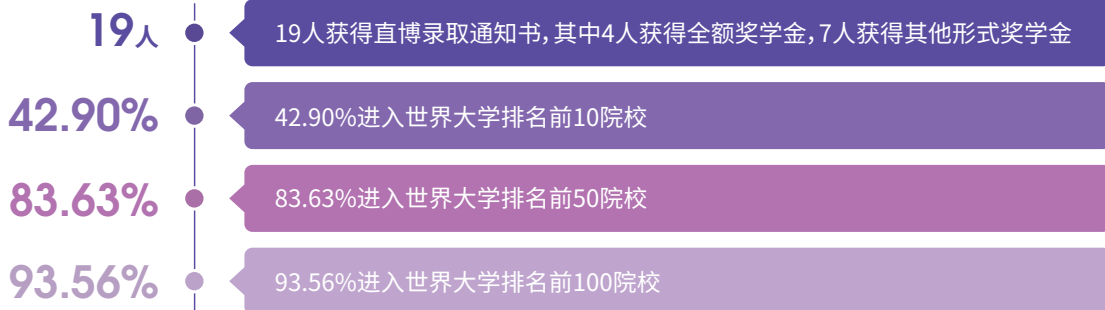 19人
19人获得直博录取通知书，其中4人获得全额奖学金，7人获得其他形式奖学金
42.90%
42.90%进入世界大学排名前10院校
83.63%
83.63%进入世界大学排名前50院校
93.56%
93.56%进入世界大学排名前100院校